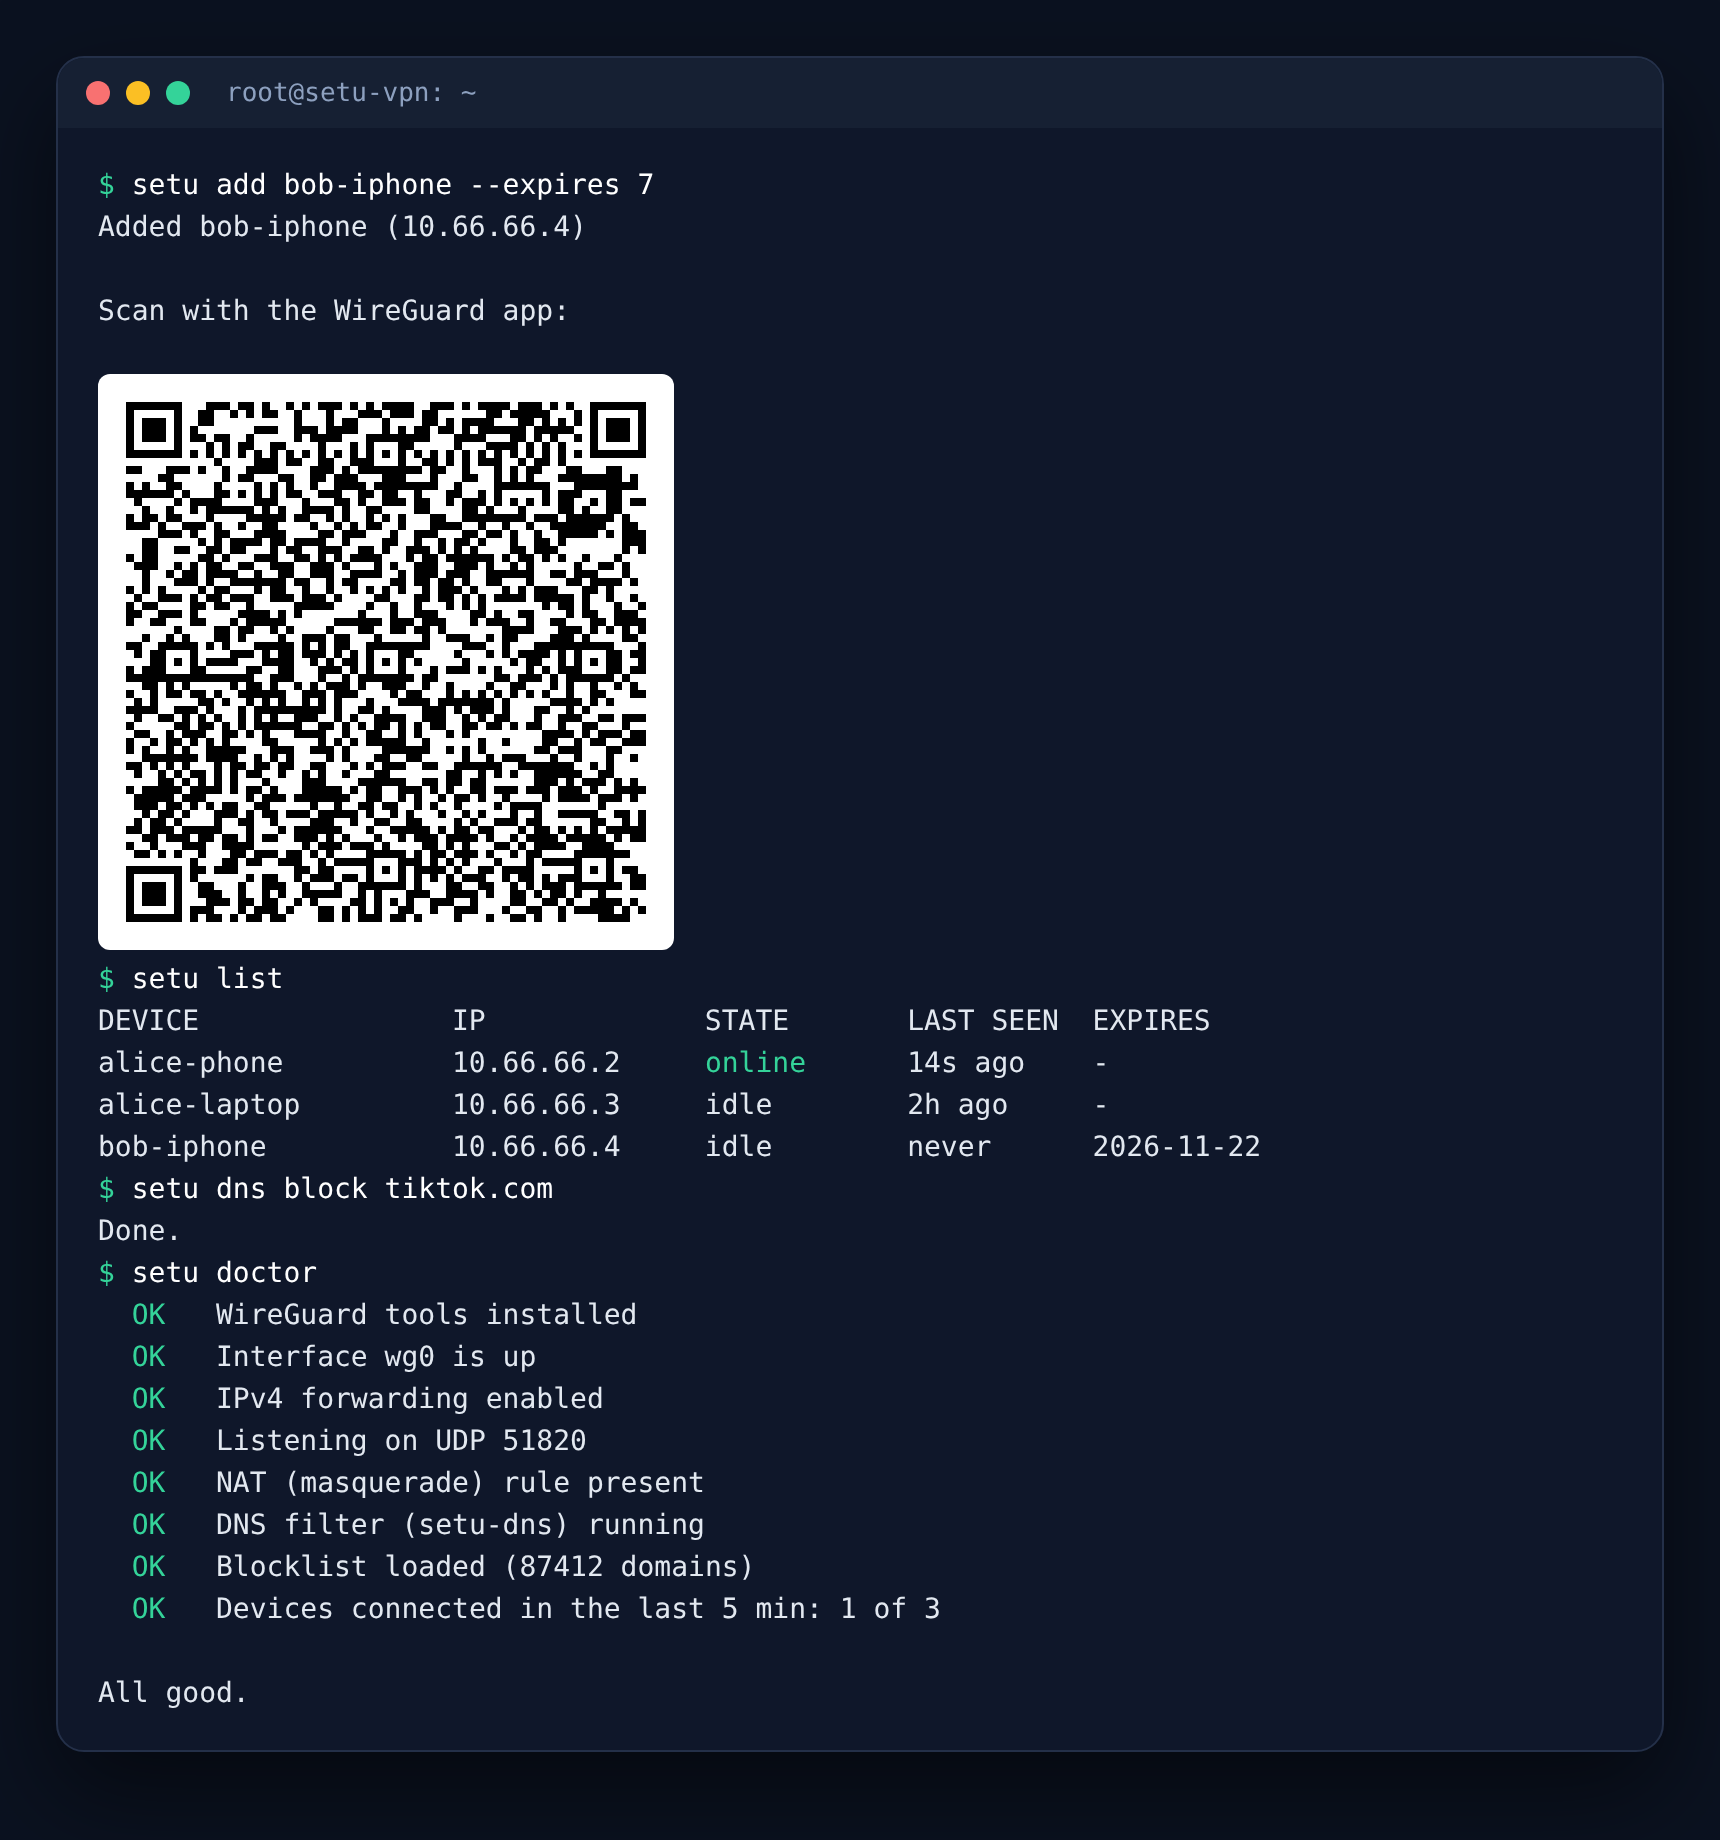 root@setu-vpn: ~
$ setu add bob-iphone --expires 7
Added bob-iphone (10.66.66.4)
Scan with the WireGuard app:
$ setu list
DEVICE               IP             STATE       LAST SEEN  EXPIRES
alice-phone          10.66.66.2     online      14s ago    -
alice-laptop         10.66.66.3     idle        2h ago     -
bob-iphone           10.66.66.4     idle        never      2026-11-22
$ setu dns block tiktok.com
Done.
$ setu doctor
  OK   WireGuard tools installed
  OK   Interface wg0 is up
  OK   IPv4 forwarding enabled
  OK   Listening on UDP 51820
  OK   NAT (masquerade) rule present
  OK   DNS filter (setu-dns) running
  OK   Blocklist loaded (87412 domains)
  OK   Devices connected in the last 5 min: 1 of 3
All good.